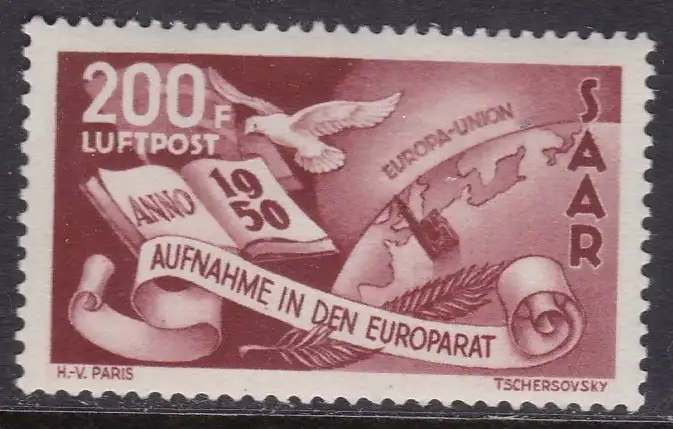 200F
LUFTPOST
SAAR
EUROPA-UNION
ANNO
1950
AUFNAHME IN DEN EUROPARAT
H.-V. PARIS
TSCHERSOVSKY